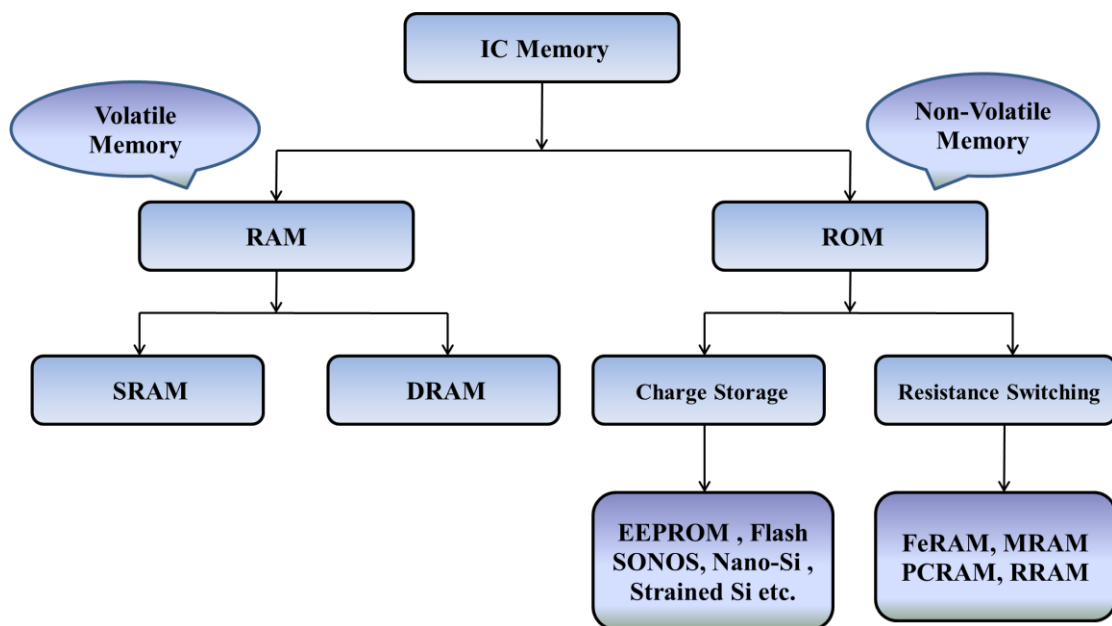 IC Memory
Volatile
Memory
Non-Volatile
Memory
RAM
ROM
SRAM
DRAM
Charge Storage
Resistance Switching
EEPROM , Flash
SONOS, Nano-Si ,
Strained Si etc.
FeRAM, MRAM
PCRAM, RRAM